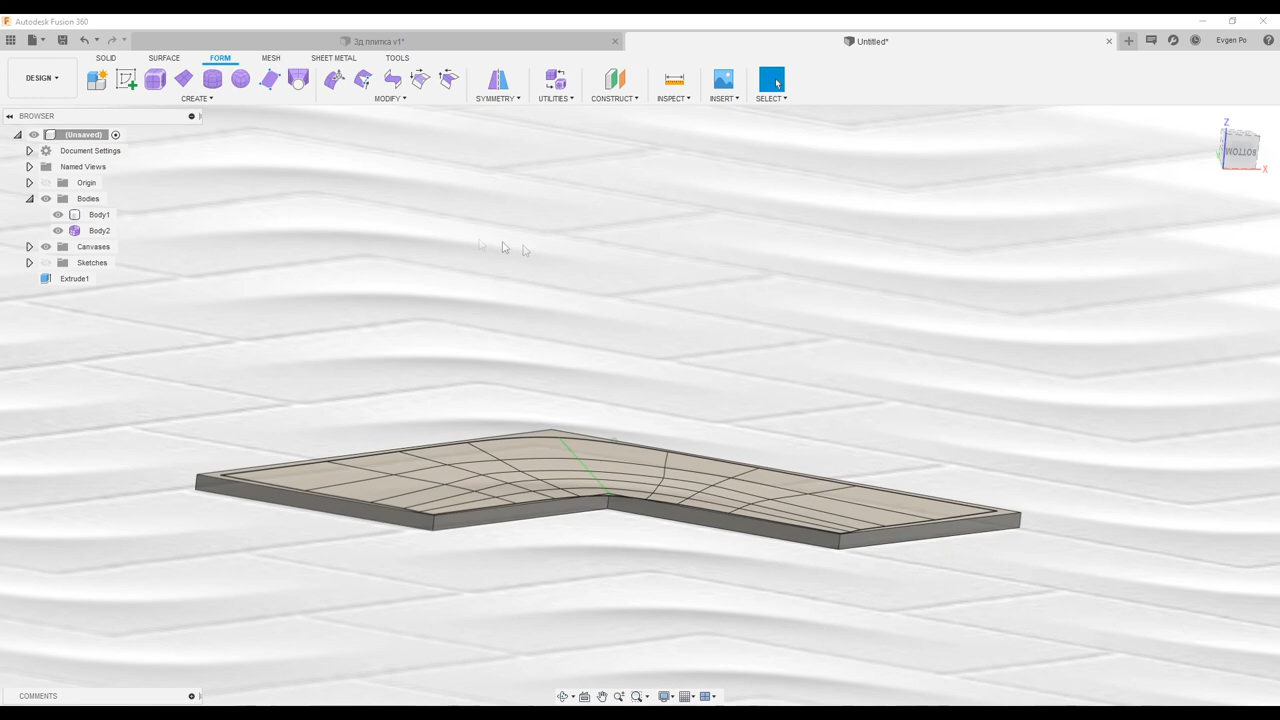 Autodesk Fusion 360
3д плитка v1*
Untitled*
Evgen Po
DESIGN
SOLID
SURFACE
FORM
MESH
SHEET METAL
TOOLS
CREATE
MODIFY
SYMMETRY
UTILITIES
CONSTRUCT
INSPECT
INSERT
SELECT
BROWSER
(Unsaved)
Document Settings
Named Views
Origin
Bodies
Body1
Body2
Canvases
Sketches
Extrude1
Z
BOTTOM
X
COMMENTS